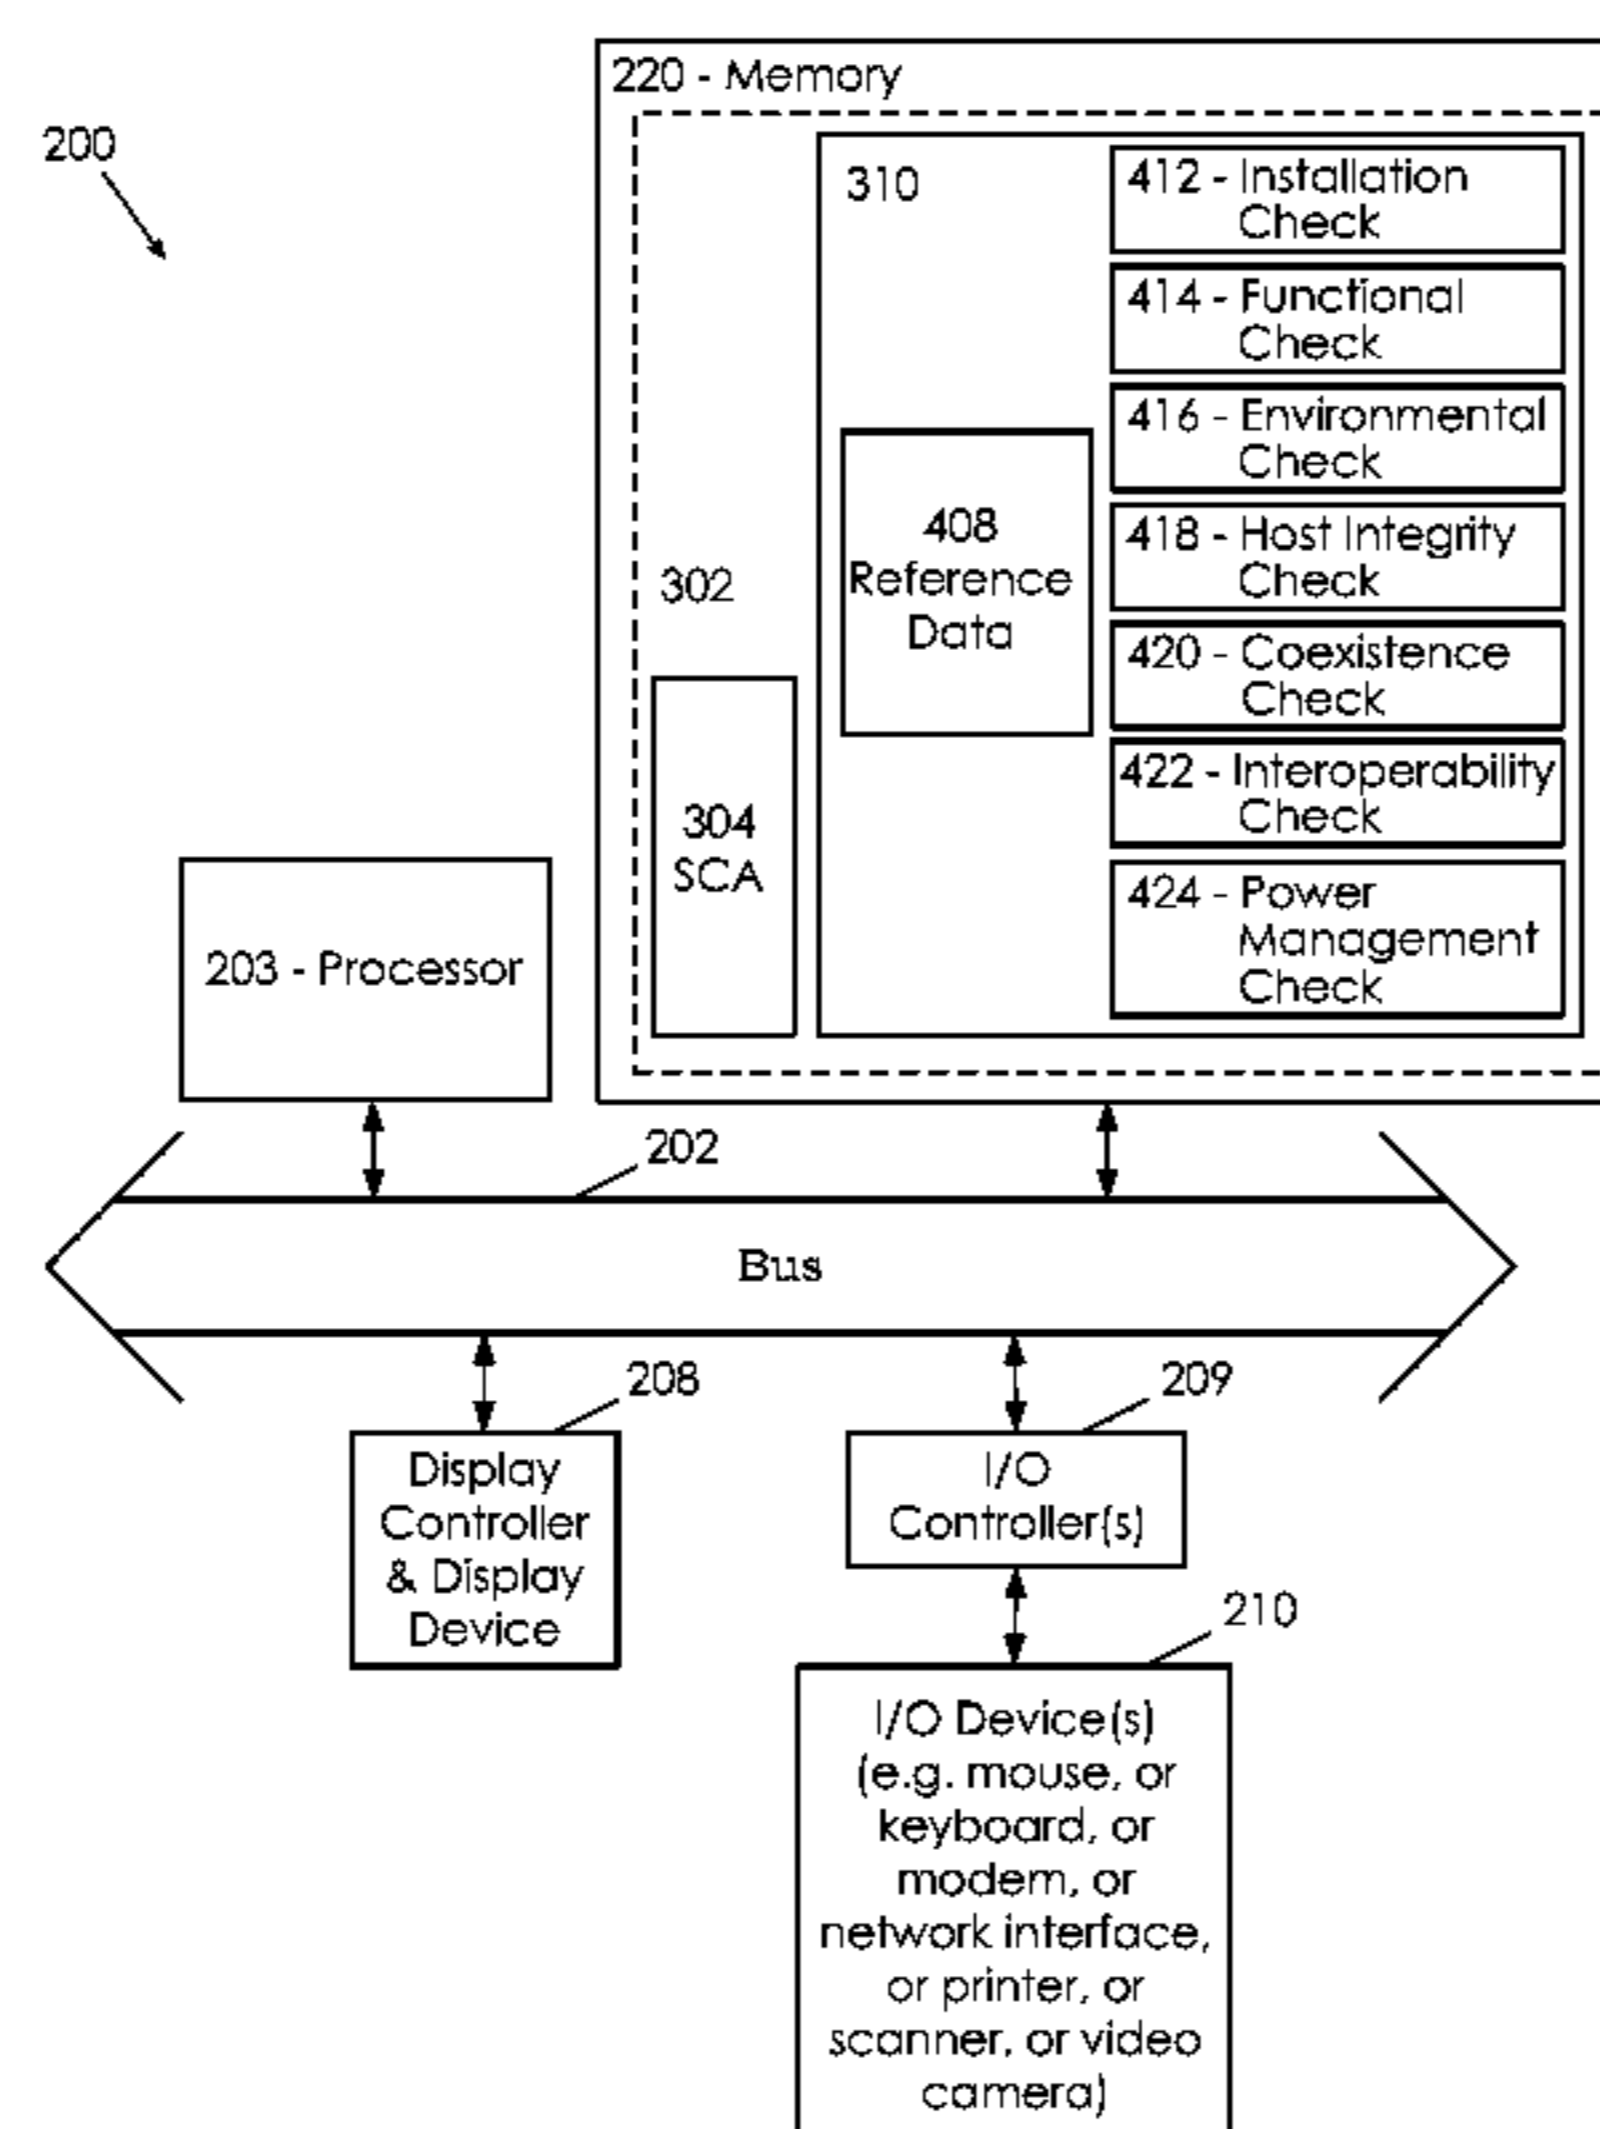 220 - Memory
200
310
412 - Installation
Check
414 - Functional
Check
416 - Environmental
Check
408
Reference
Data
418 - Host Integrity
Check
302
420 - Coexistence
Check
422 - Interoperability
Check
304
SCA
424 - Power
Management
Check
203 - Processor
202
Bus
208
209
Display
Controller
& Display
Device
I/O
Controller(s)
210
I/O Device(s)
(e.g. mouse, or
keyboard, or
modem, or
network interface,
or printer, or
scanner, or video
camera)